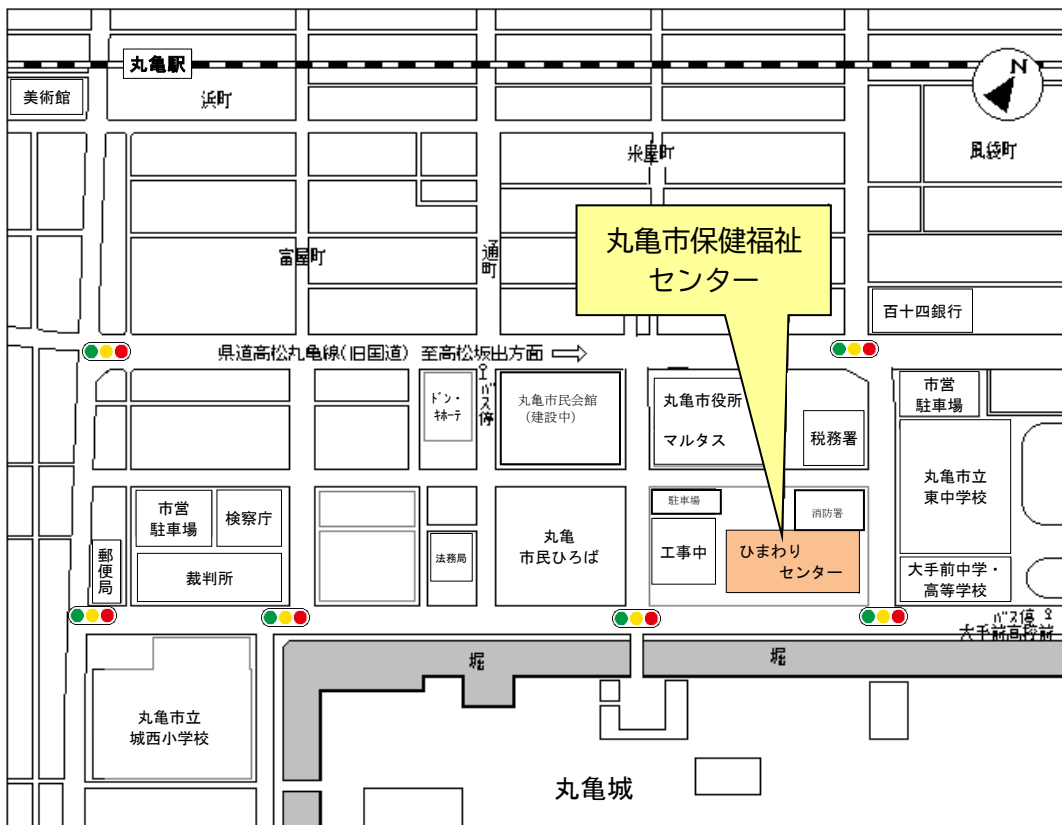 丸亀駅
N
美術館
浜町
米屋町
風袋町
富屋町
通町
丸亀市保健福祉
センター
百十四銀行
県道高松丸亀線(旧国道) 至高松坂出方面
バス停
ドン・
キホーテ
丸亀市民会館
(建設中)
丸亀市役所
マルタス
税務署
市営
駐車場
丸亀市立
東中学校
市営
駐車場
検察庁
郵便局
裁判所
法務局
丸亀
市民ひろば
駐車場
消防署
工事中
ひまわり
センター
大手前中学・
高等学校
バス停
大手前高校前
堀
堀
丸亀市立
城西小学校
丸亀城